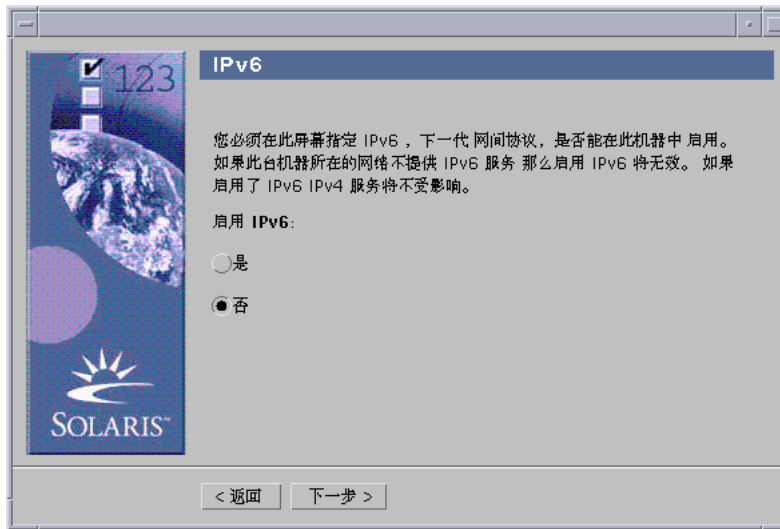 123
IPv6
您必须在此屏幕指定 IPv6 ，下一代 网间协议，是否能在此机器中 启用。
如果此台机器所在的网络不提供 IPv6 服务 那么启用 IPv6 将无效。 如果
启用了 IPv6 IPv4 服务将不受影响。
启用 IPv6:
是
否
SOLARIS™
< 返回
下一步 >